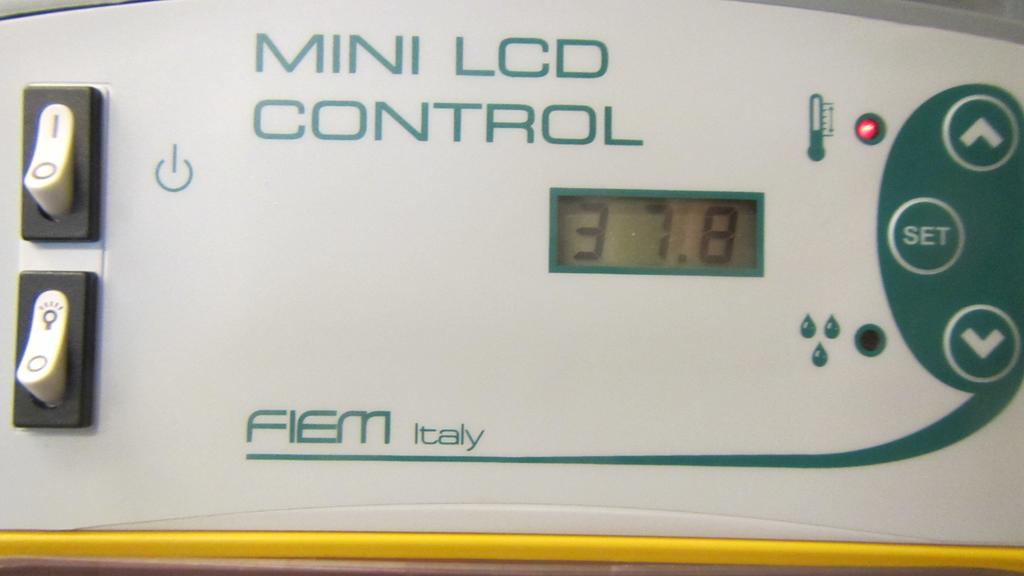 MINI LCD
CONTROL
37.8
SET
FIEM Italy